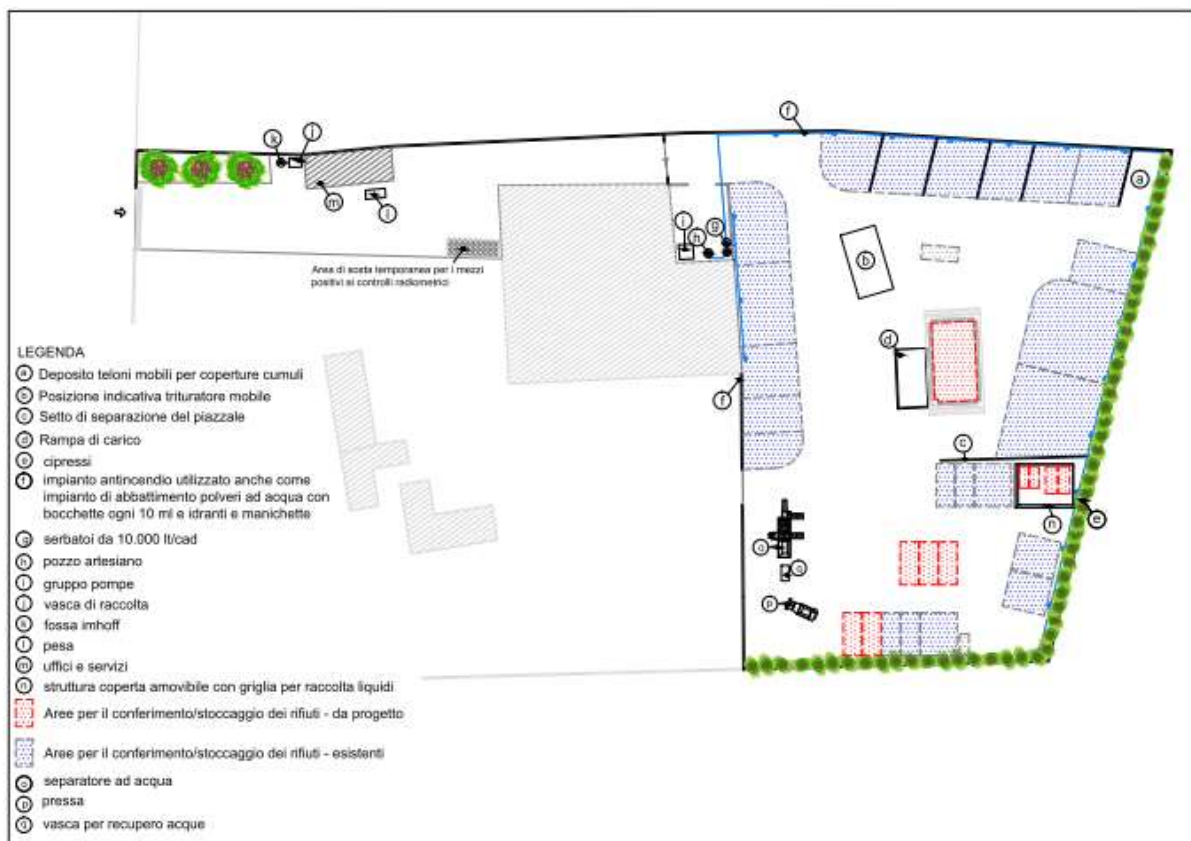 f
k
j
a
m
l
i
g
h
b
Area di sosta temporanea per i mezzi
positivi ai controlli radiometrici
d
f
c
n
e
o
q
p
LEGENDA
a Deposito teloni mobili per coperture cumuli
b Posizione indicativa trituratore mobile
c Setto di separazione del piazzale
d Rampa di carico
e cipressi
f impianto antincendio utilizzato anche come
impianto di abbattimento polveri ad acqua con
bocchette ogni 10 ml e idranti e manichette
g serbatoi da 10.000 lt/cad
h pozzo artesiano
i gruppo pompe
j vasca di raccolta
k fossa imhoff
l pesa
m uffici e servizi
n struttura coperta amovibile con griglia per raccolta liquidi
Aree per il conferimento/stoccaggio dei rifiuti - da progetto
Aree per il conferimento/stoccaggio dei rifiuti - esistenti
o separatore ad acqua
p pressa
q vasca per recupero acque